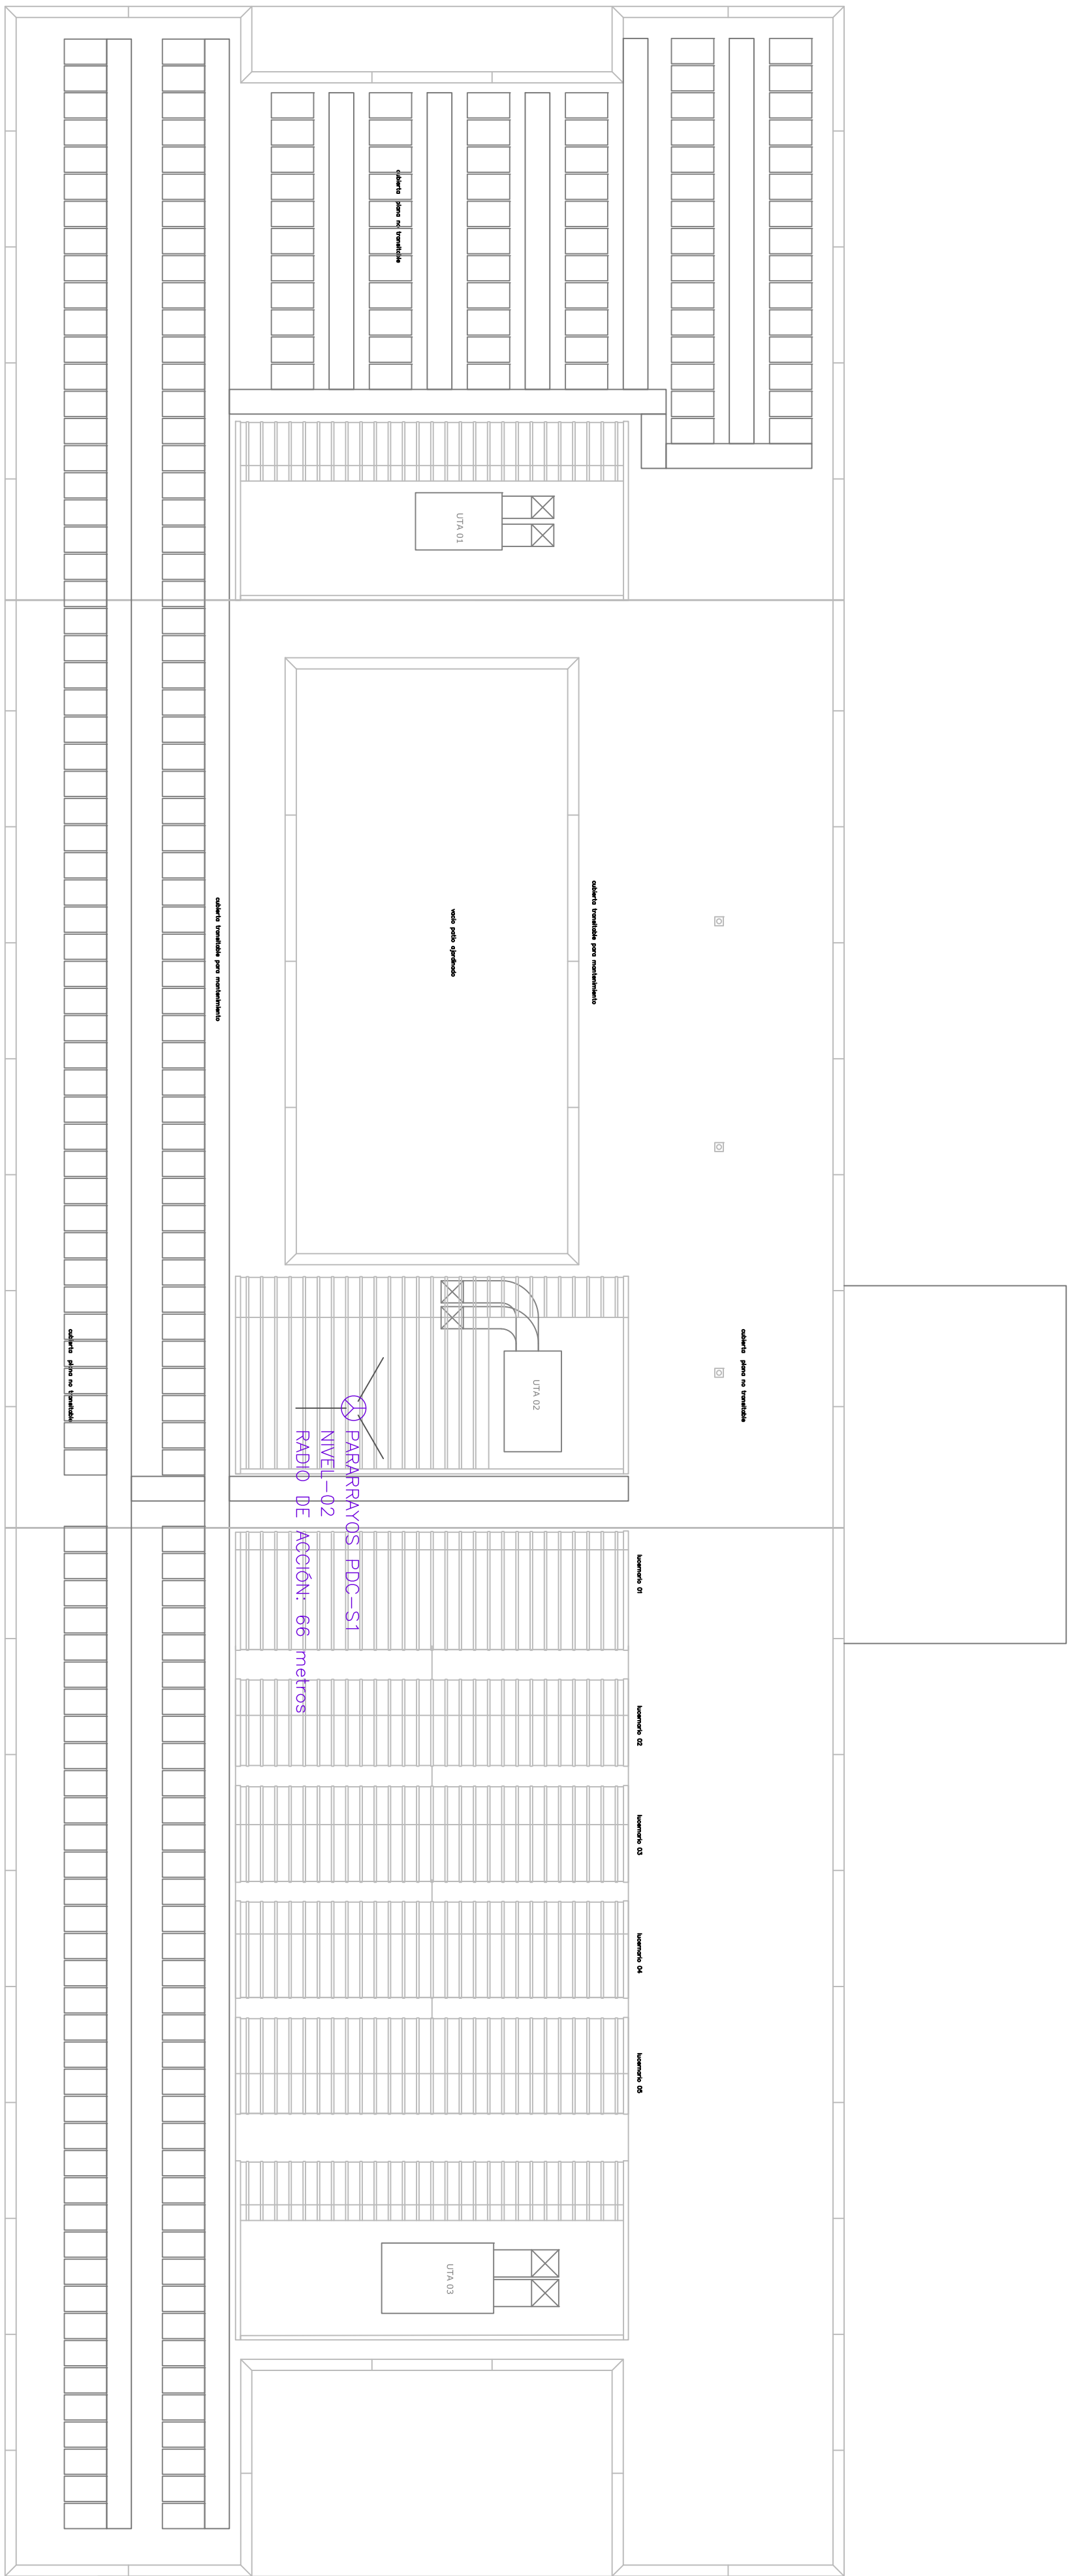 cubierta plana no transitable
UTA 01
cubierta transitable para mantenimiento
vacio patio ajardinado
cubierta transitable para mantenimiento
cubierta plana no transitable
UTA 02
cubierta plana no transitable
PARARRAYOS PDC-S1
NIVEL-02
RADIO DE ACCIÓN: 66 metros
lucernario 01
lucernario 02
lucernario 03
lucernario 04
lucernario 05
UTA 03